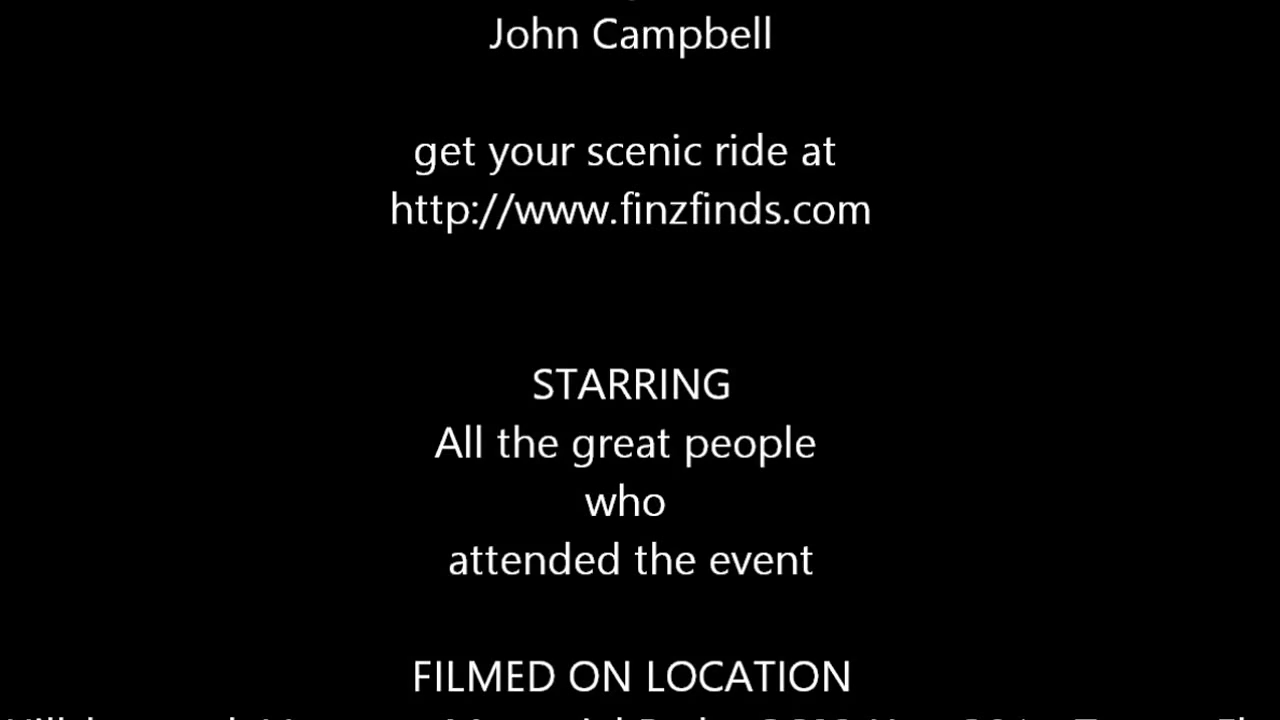 John Campbell
get your scenic ride at
http://www.finzfinds.com
STARRING
All the great people
who
attended the event
FILMED ON LOCATION